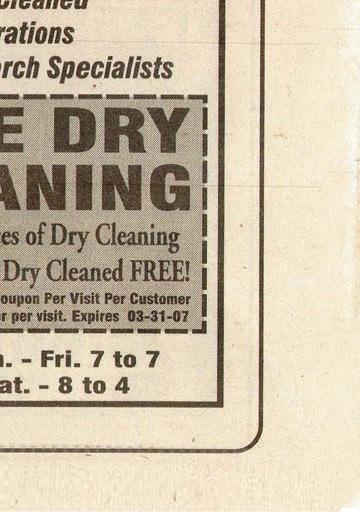 cleaned
rations
arch Specialists
E DRY
ANING
es of Dry Cleaning
Dry Cleaned FREE!
oupon Per Visit Per Customer
r per visit. Expires 03-31-07
. - Fri. 7 to 7
at. - 8 to 4